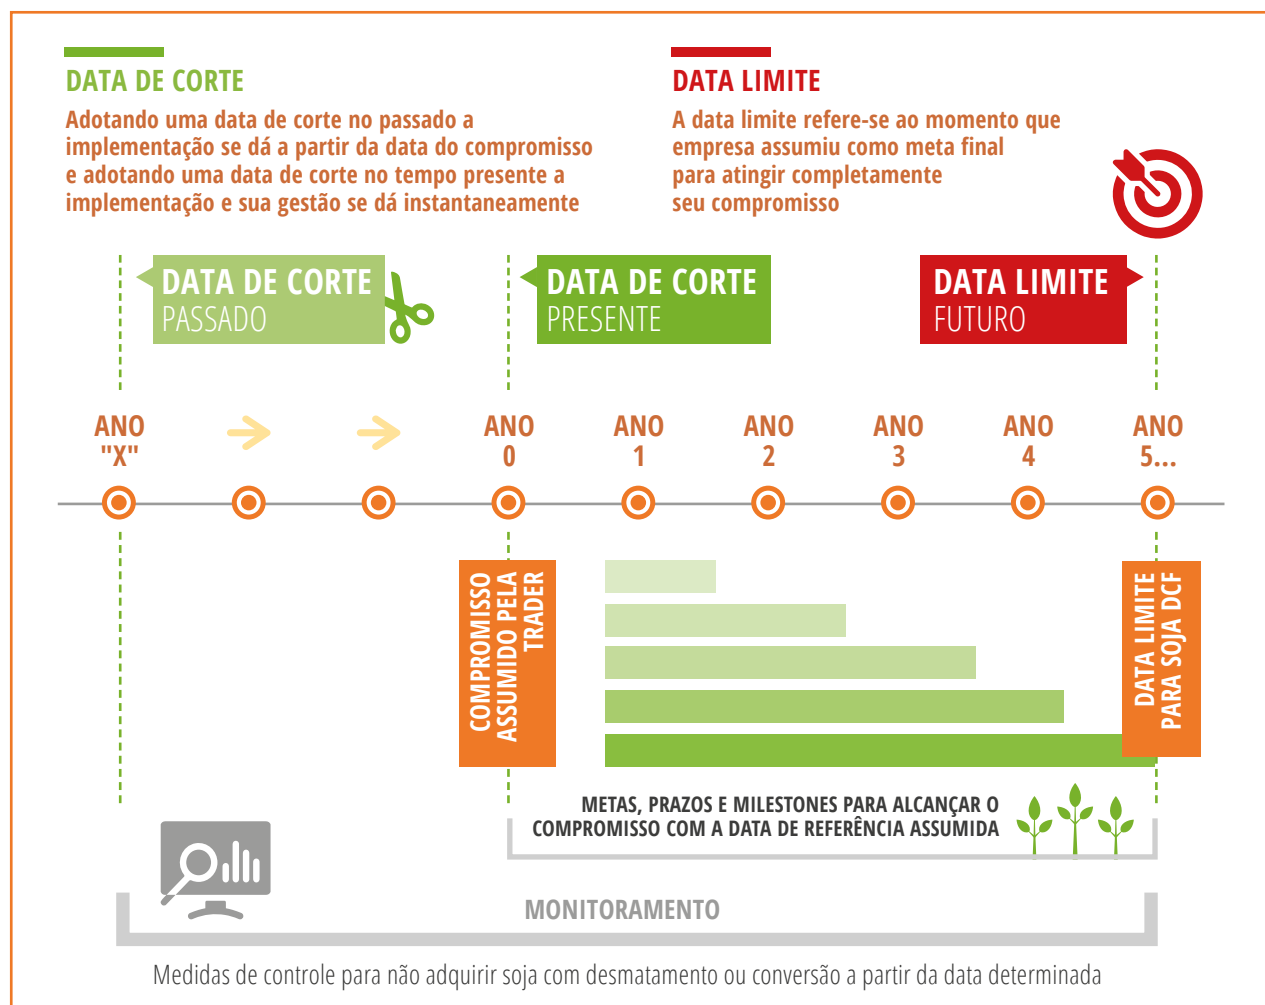 DATA DE CORTE
Adotando uma data de corte no passado a
implementação se dá a partir da data do compromisso
e adotando uma data de corte no tempo presente a
implementação e sua gestão se dá instantaneamente
DATA LIMITE
A data limite refere-se ao momento que
empresa assumiu como meta final
para atingir completamente
seu compromisso
DATA DE CORTE
PASSADO
DATA DE CORTE
PRESENTE
DATA LIMITE
FUTURO
ANO
"X"
ANO
0
ANO
1
ANO
2
ANO
3
ANO
4
ANO
5...
COMPROMISSO
ASSUMIDO PELA
TRADER
DATA LIMITE
PARA SOJA DCF
METAS, PRAZOS E MILESTONES PARA ALCANÇAR O
COMPROMISSO COM A DATA DE REFERÊNCIA ASSUMIDA
MONITORAMENTO
Medidas de controle para não adquirir soja com desmatamento ou conversão a partir da data determinada